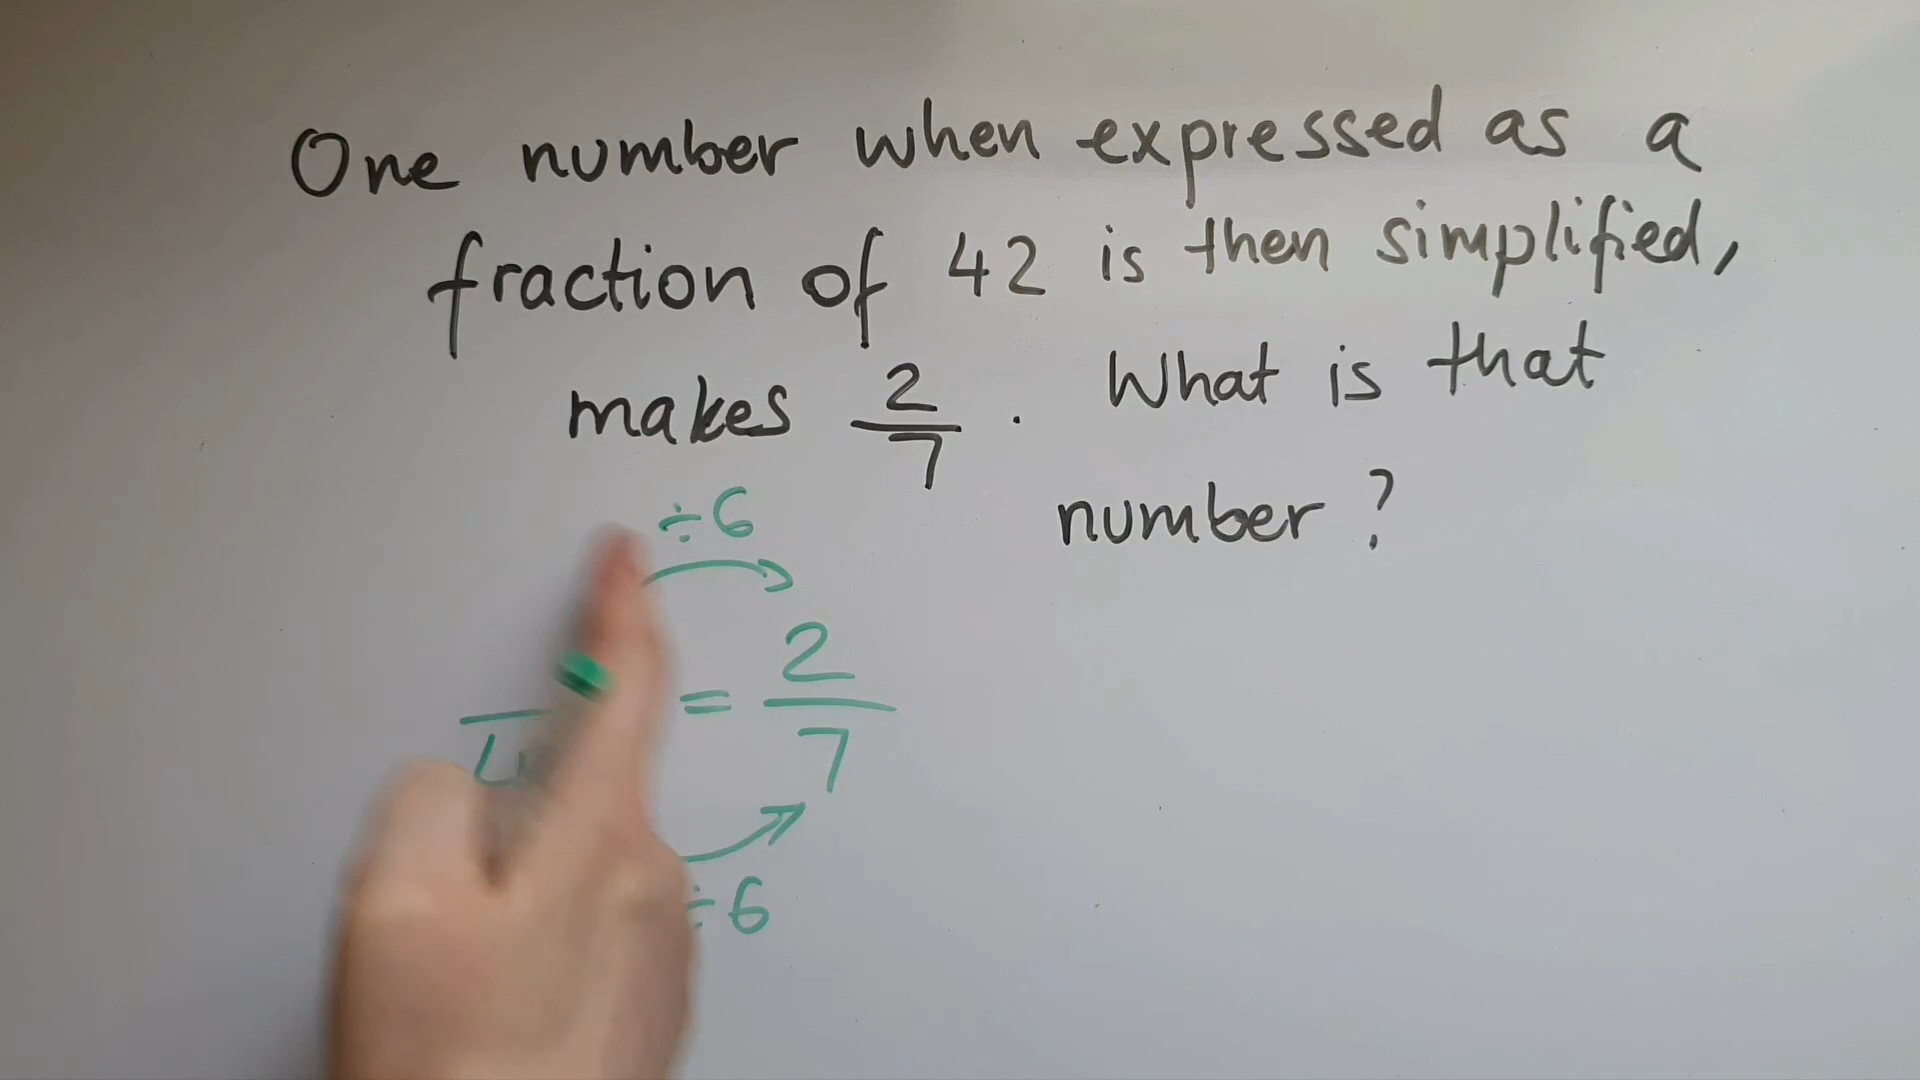 One number when expressed as a
fraction of 42 is then simplified,
makes 2/7 . What is that
number ?
÷6
= 2/7
÷6